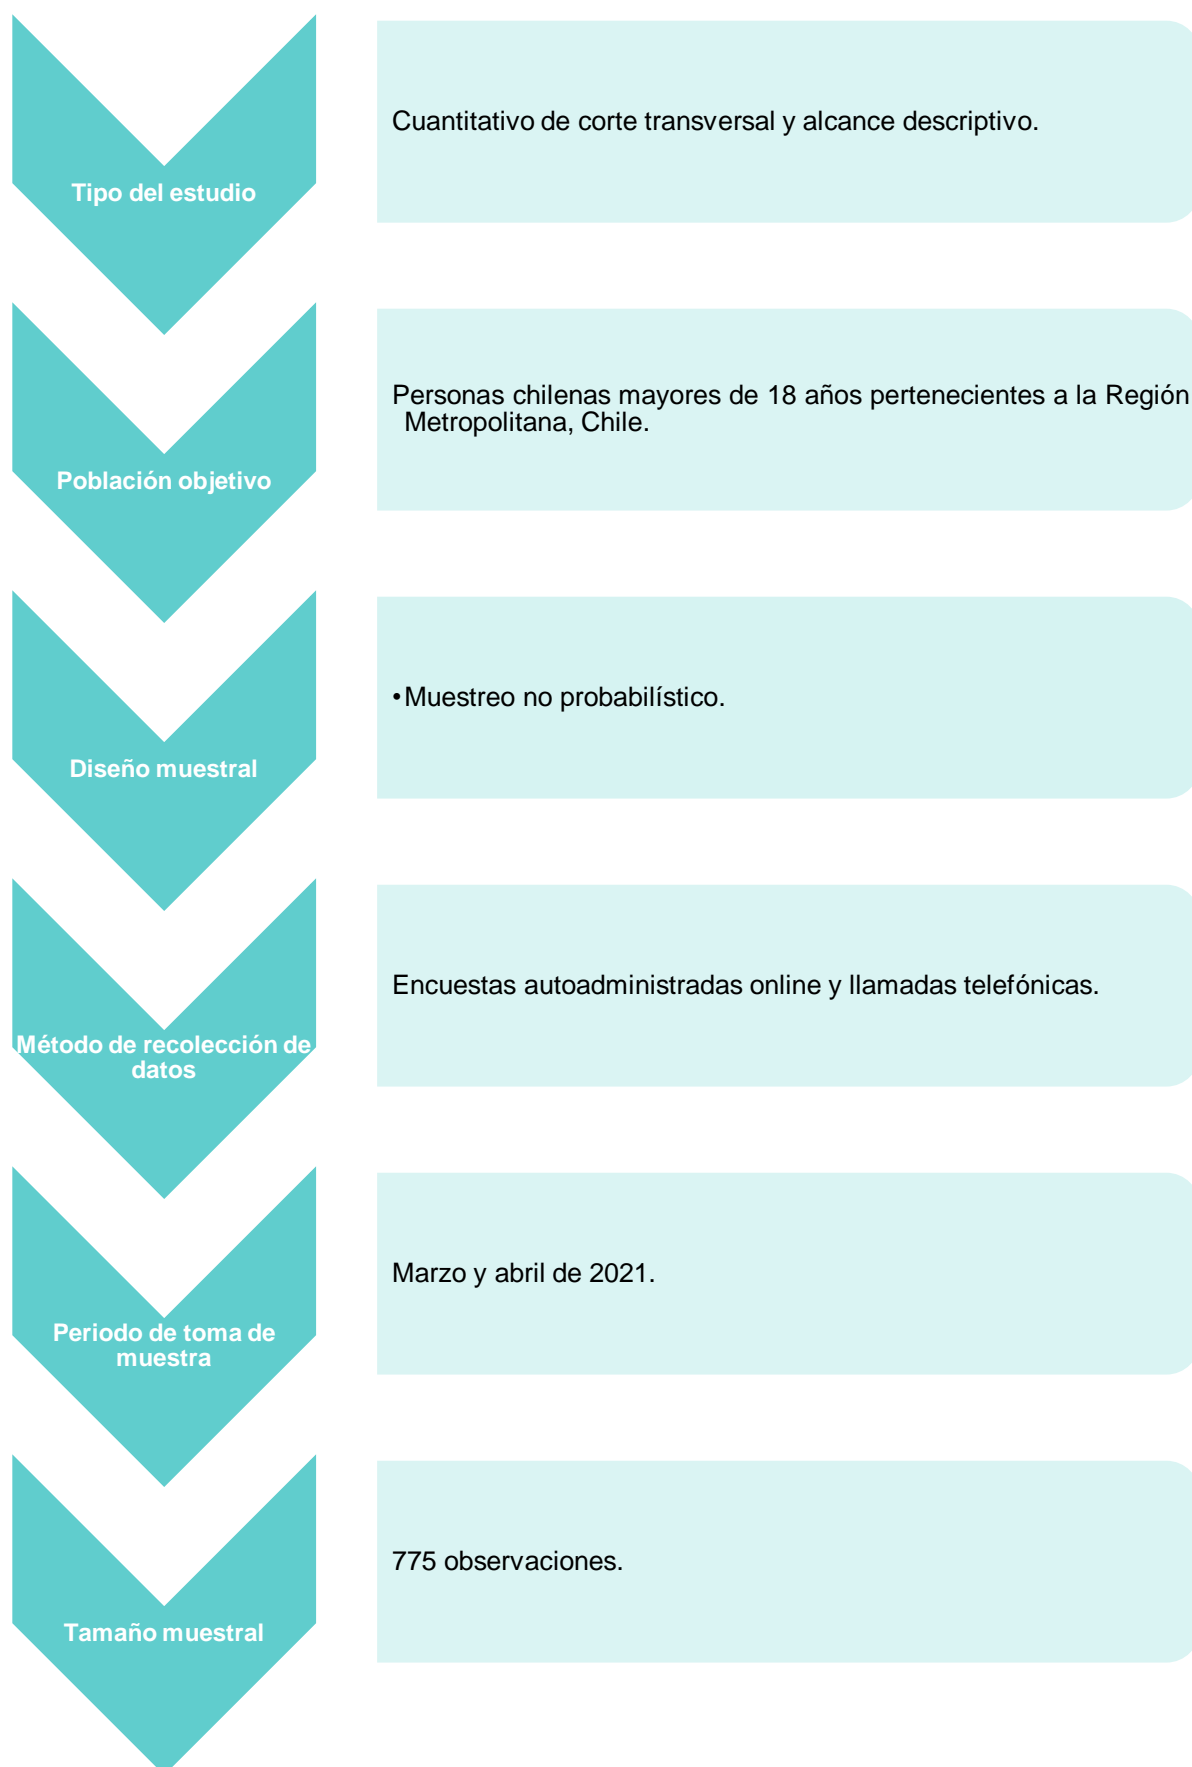 Tipo del estudio
Cuantitativo de corte transversal y alcance descriptivo.
Población objetivo
Personas chilenas mayores de 18 años pertenecientes a la Región
Metropolitana, Chile.
Diseño muestral
•Muestreo no probabilístico.
Método de recolección de
datos
Encuestas autoadministradas online y llamadas telefónicas.
Periodo de toma de
muestra
Marzo y abril de 2021.
Tamaño muestral
775 observaciones.